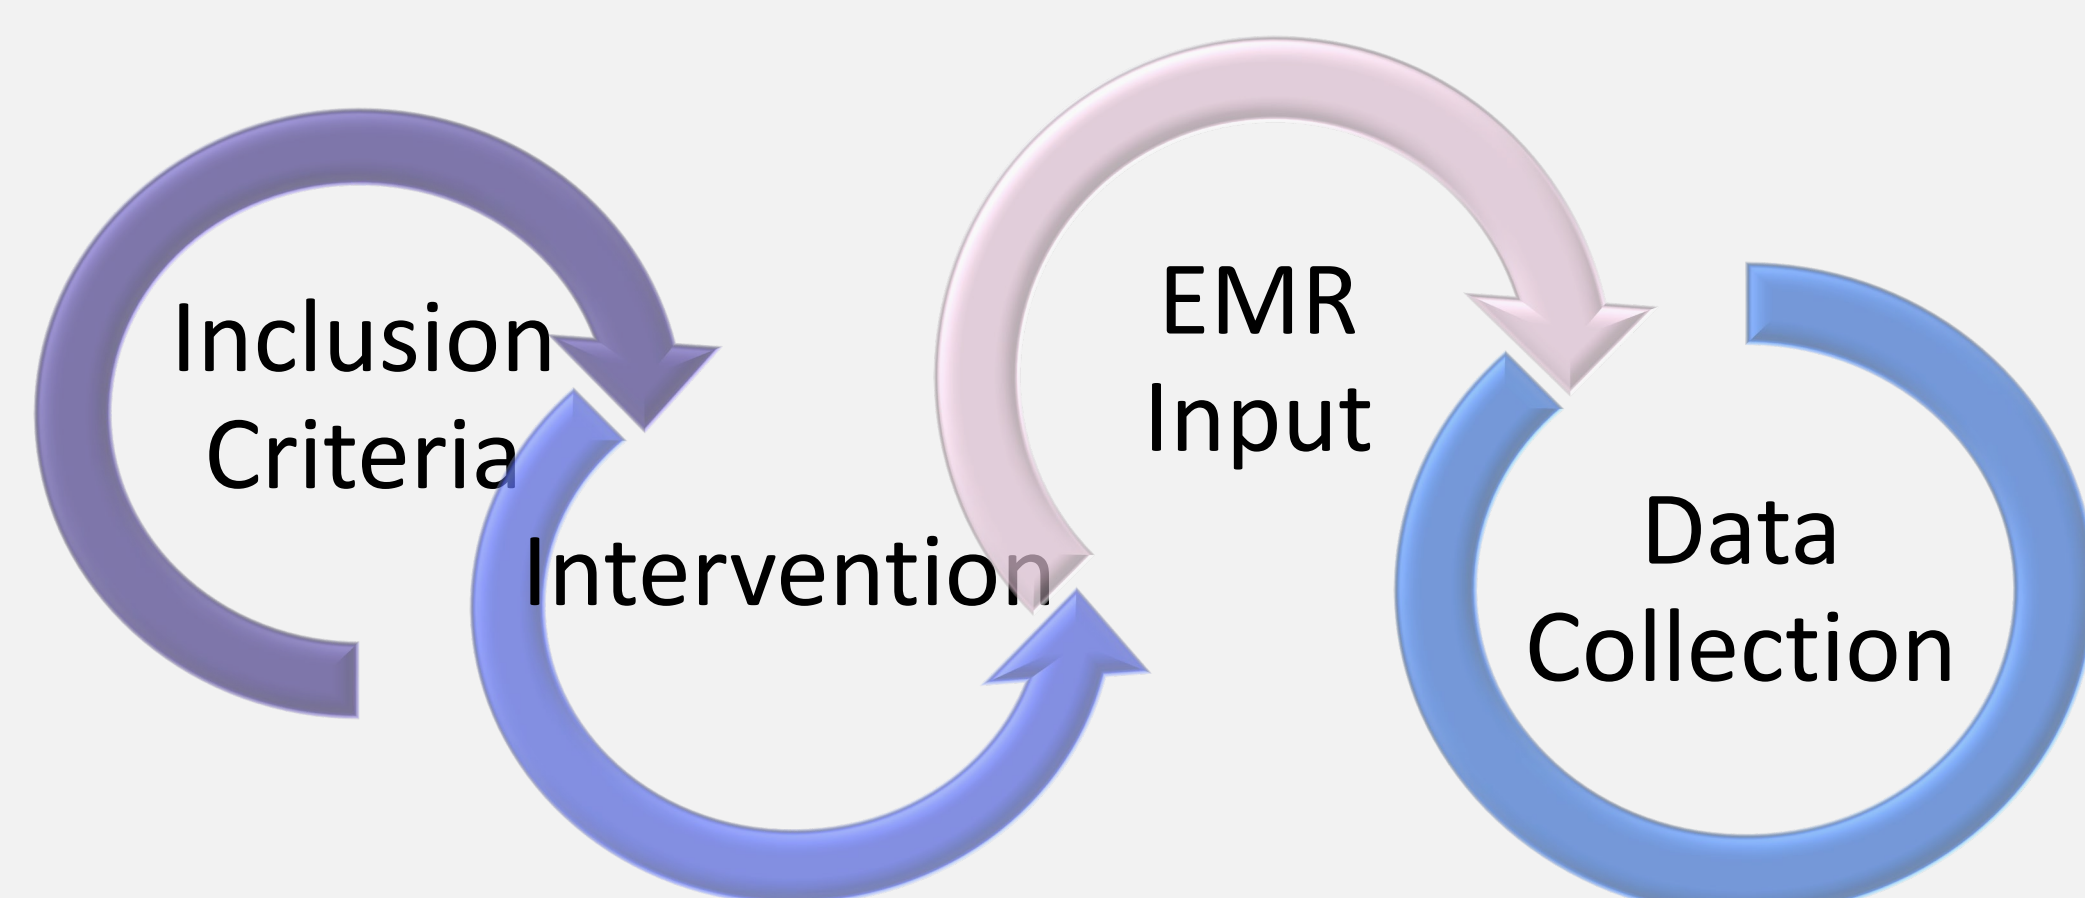 Inclusion
Criteria
Intervention
EMR
Input
Data
Collection